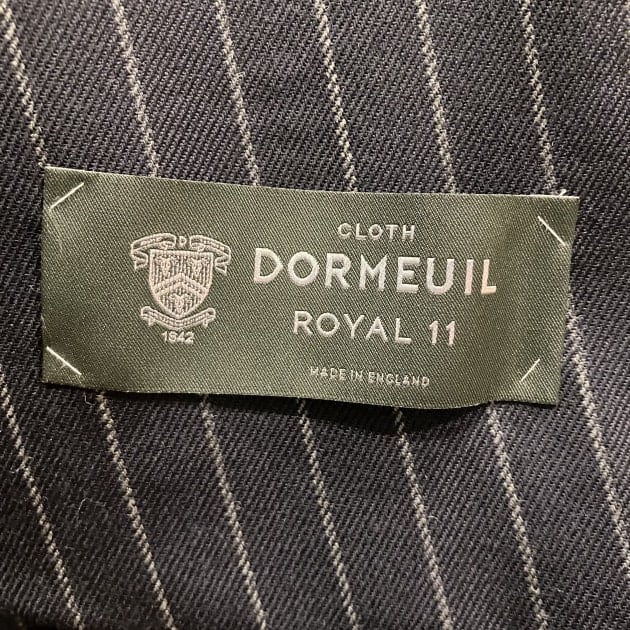 D
1842
CLOTH
DORMEUIL
ROYAL 11
MADE IN ENGLAND